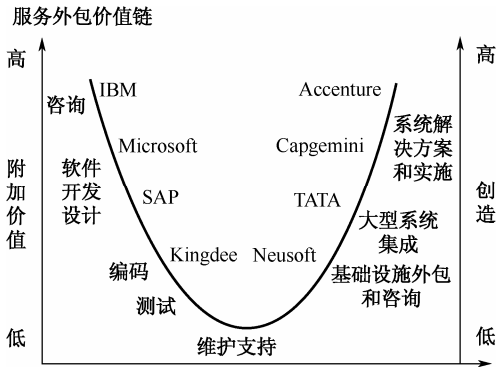 服务外包价值链
高
高
咨询
IBM
Accenture
Microsoft
Capgemini
系统解
决方案
和实施
附
加
价
值
软件
开发
设计
SAP
TATA
创
造
大型系统
集成
Kingdee
Neusoft
编码
基础设施外包
和咨询
测试
低
维护支持
低